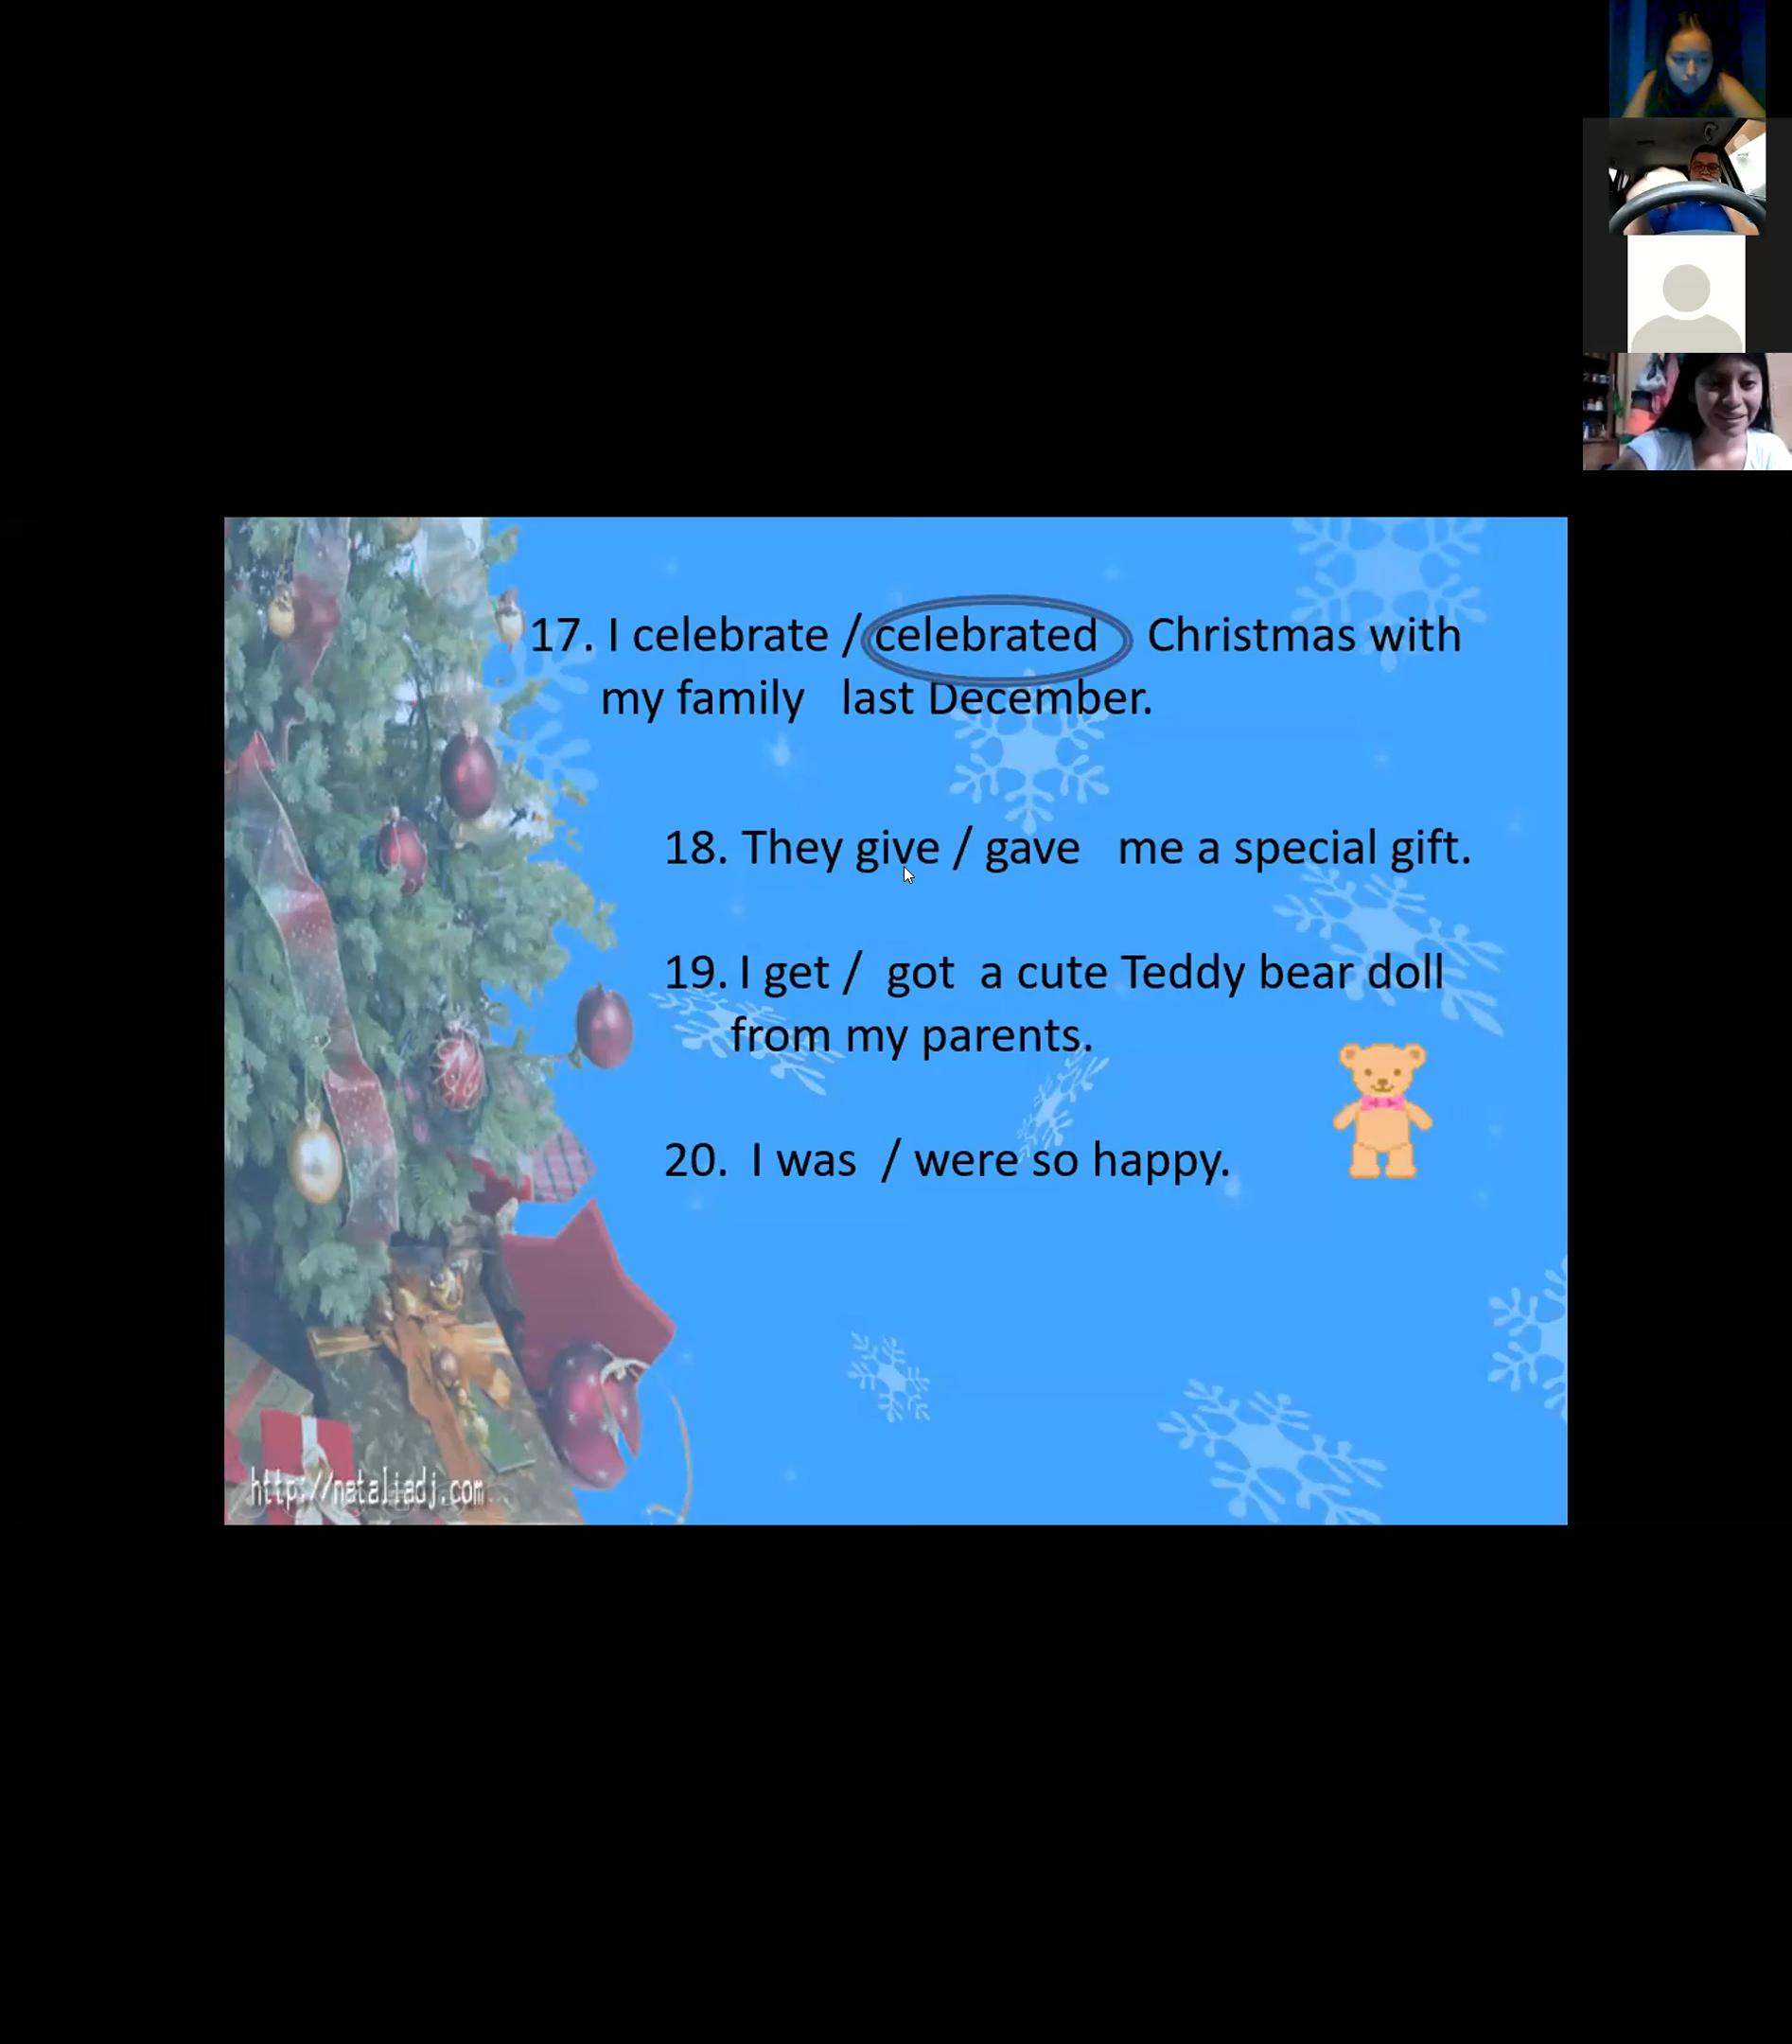 17. I celebrate / celebrated Christmas with
my family last December.
18. They give / gave me a special gift.
19. I get / got a cute Teddy bear doll
from my parents.
20. I was / were so happy.
http://nataliadj.com...